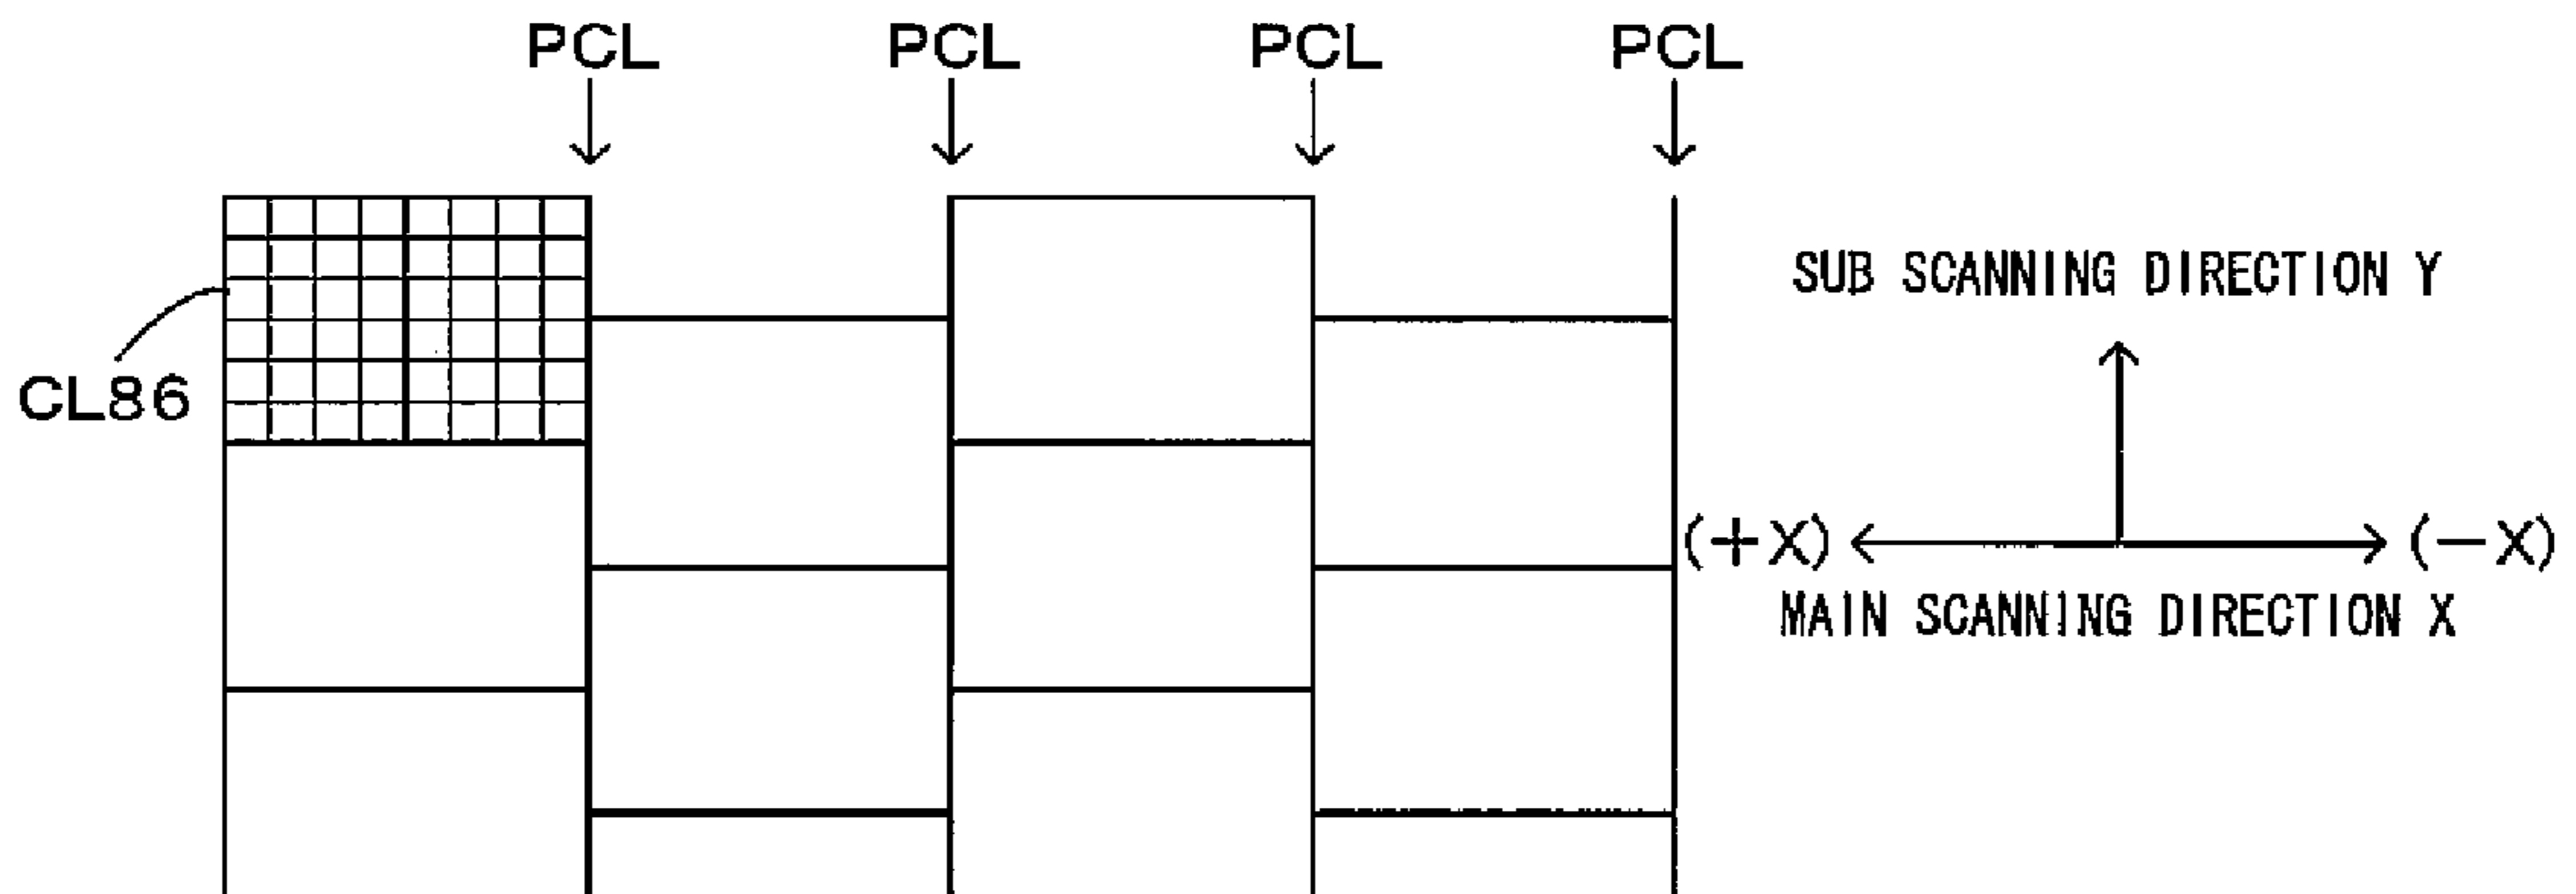 PCL PCL PCL PCL
SUB SCANNING DIRECTION Y
CL86
(+X) (−X)
MAIN SCANNING DIRECTION X